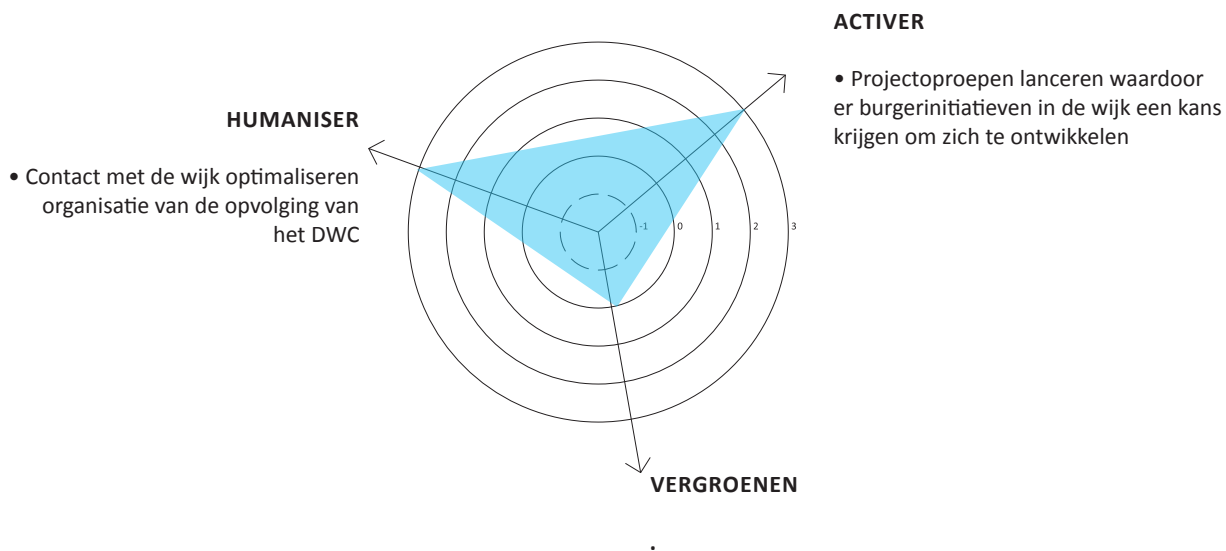 ACTIVER
• Projectoproepen lanceren waardoor
er burgerinitiatieven in de wijk een kans
krijgen om zich te ontwikkelen
HUMANISER
• Contact met de wijk optimaliseren
organisatie van de opvolging van
het DWC
-1 0 1 2 3
VERGROENEN
•